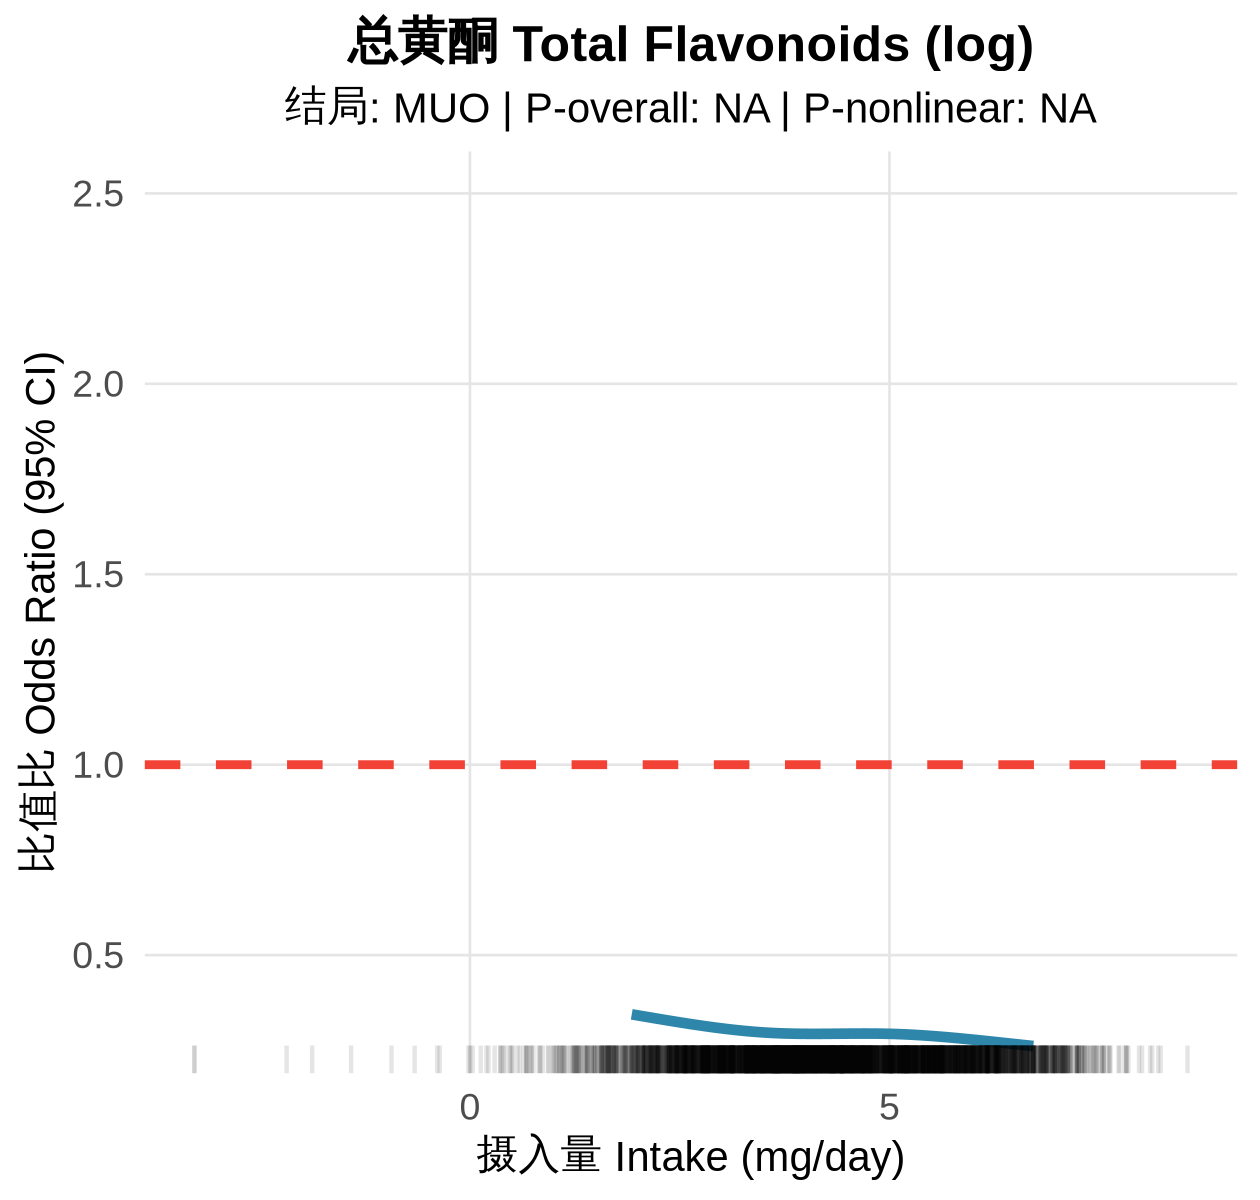 总黄酮 Total Flavonoids (log)
结局: MUO | P-overall: NA | P-nonlinear: NA
比值比 Odds Ratio (95% CI)
2.5
2.0
1.5
1.0
0.5
0 5
摄入量 Intake (mg/day)